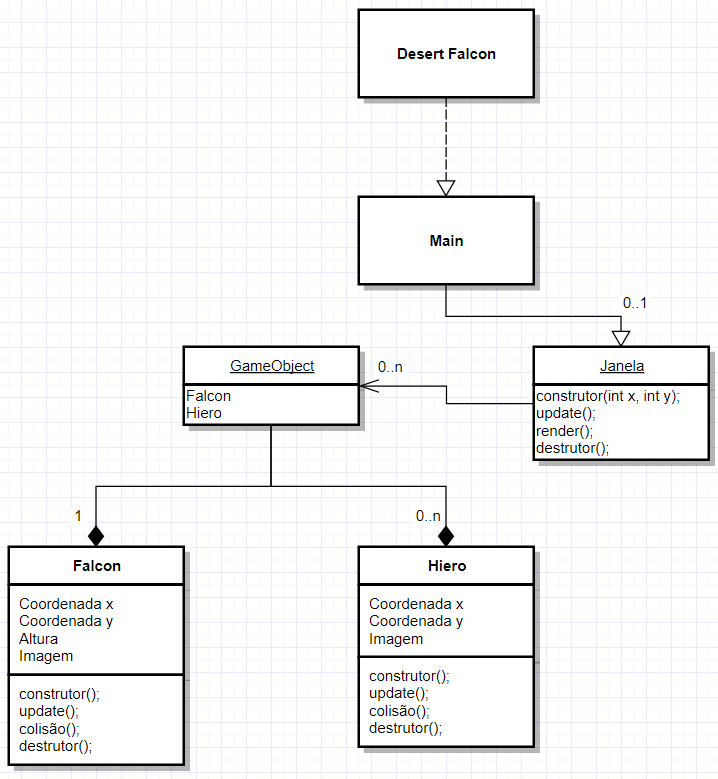 Desert Falcon
Main
0..1
GameObject
Falcon
Hiero
0..n
Janela
construtor(int x, int y);
update();
render();
destrutor();
1
0..n
Falcon
Coordenada x
Coordenada y
Altura
Imagem
construtor();
update();
colisão();
destrutor();
Hiero
Coordenada x
Coordenada y
Imagem
construtor();
update();
colisão();
destrutor();